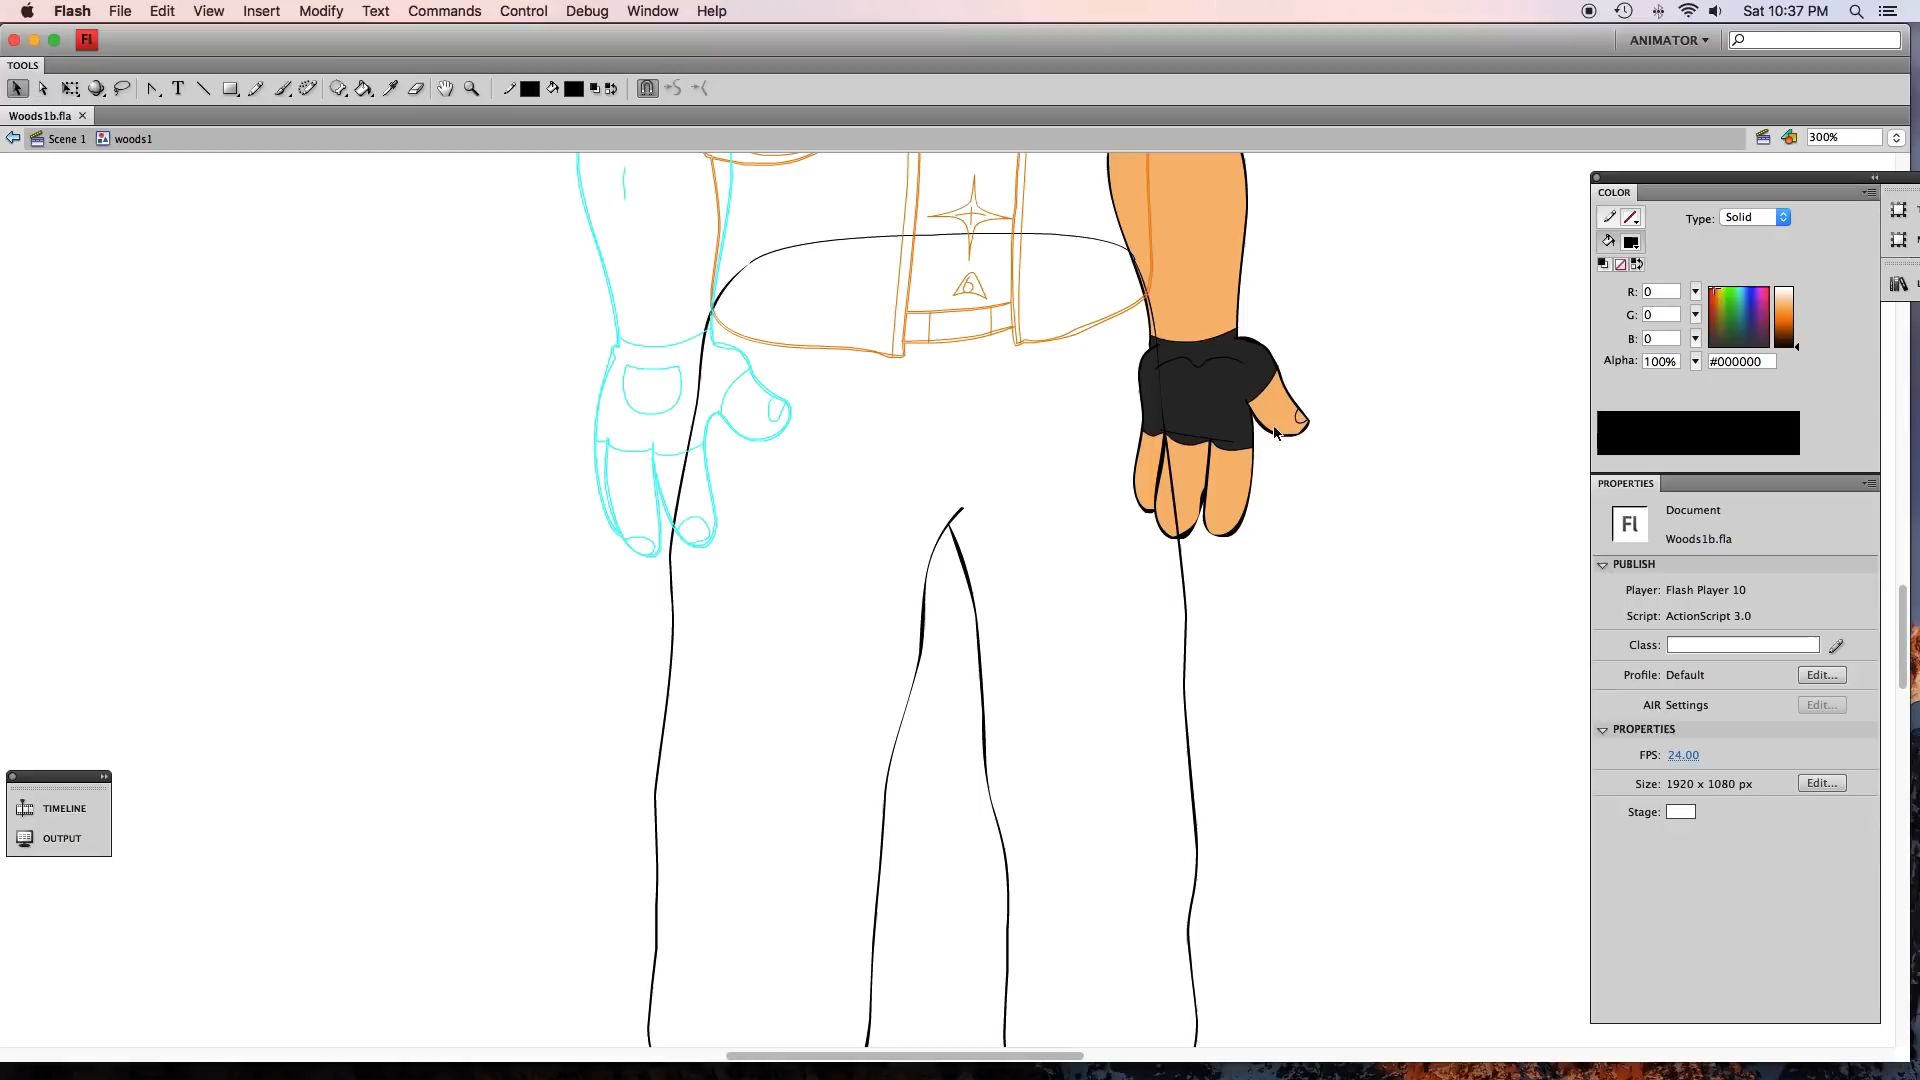 Flash File Edit View Insert Modify Text Commands Control Debug Window Help Sat 10:37 PM
Fl ANIMATOR
TOOLS
T
Woods1b.fla
Scene 1 woods1 300%
COLOR
Type: Solid
R: 0
G: 0
B: 0
Alpha: 100% #000000
6
PROPERTIES
Fl Document
Woods1b.fla
PUBLISH
Player: Flash Player 10
Script: ActionScript 3.0
Class:
Profile: Default Edit...
AIR Settings Edit...
PROPERTIES
FPS: 24.00
Size: 1920 x 1080 px Edit...
Stage:
TIMELINE
OUTPUT